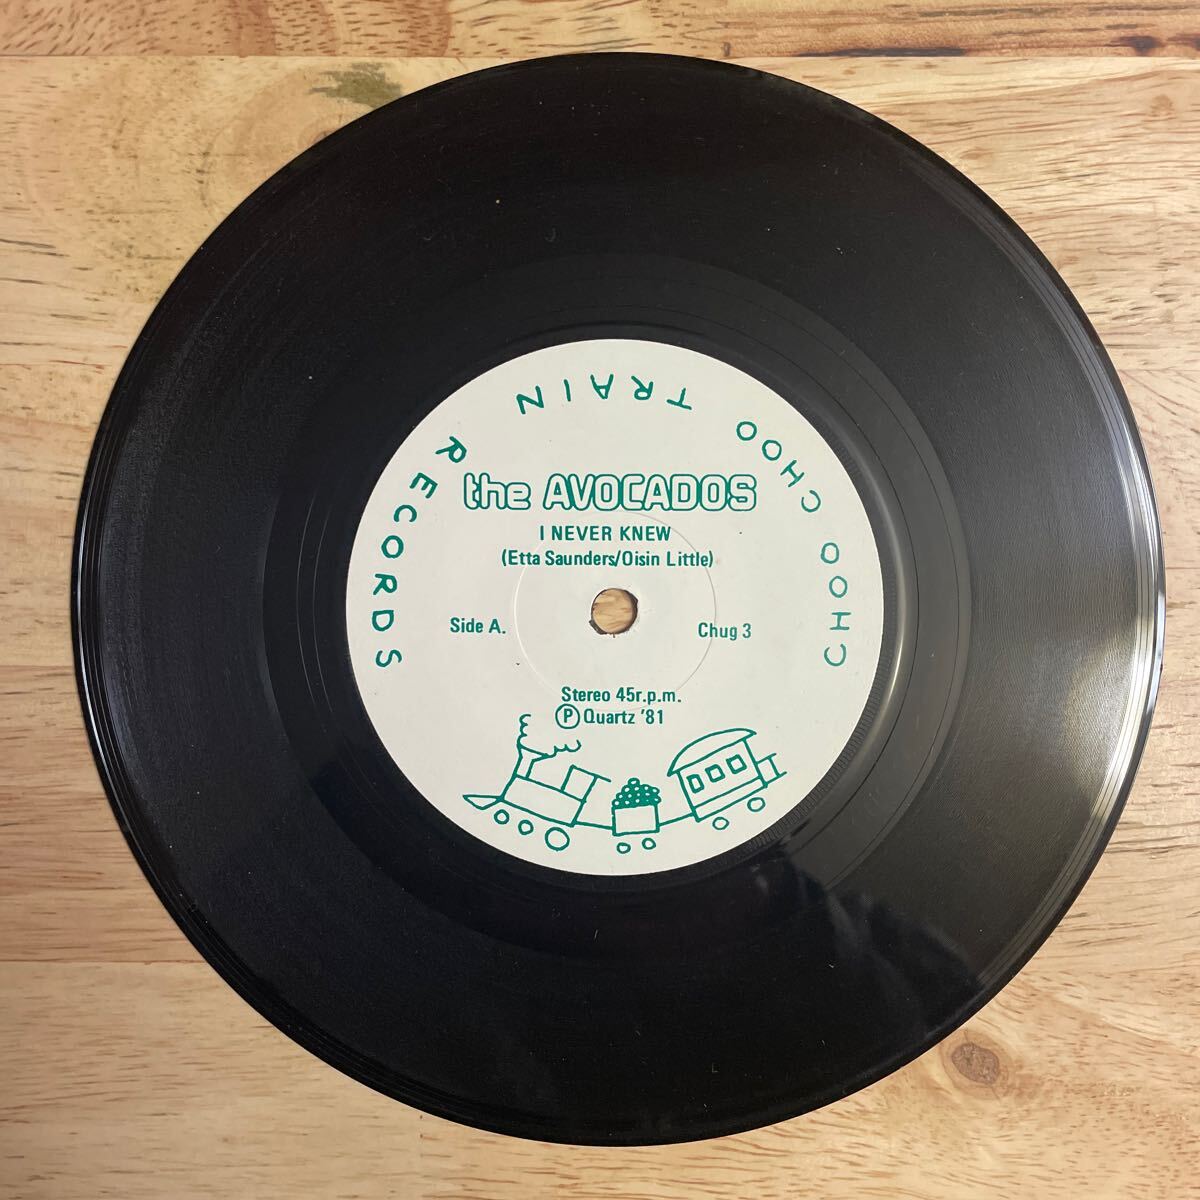 CHOO CHOO TRAIN RECORDS
the AVOCADOS
I NEVER KNEW
(Etta Saunders/Oisin Little)
Side A.
Chug 3
Stereo 45r.p.m.
Ⓟ Quartz '81